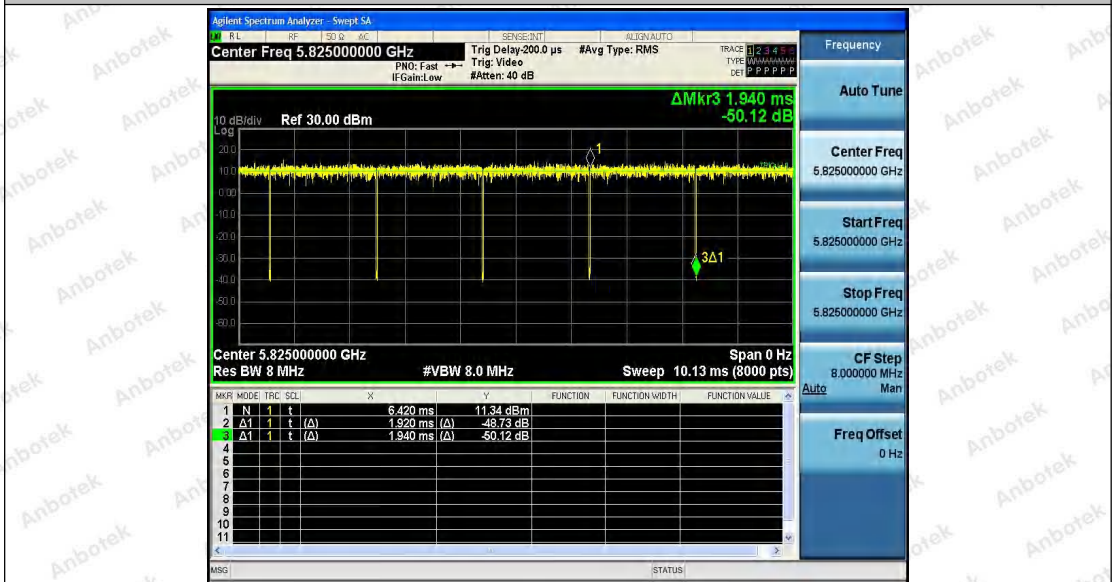 Agilent Spectrum Analyzer - Swept SA
RL RF 50 Ω AC SENSE:INT ALIGNAUTO
Center Freq 5.825000000 GHz
PNO: Fast
IFGain:Low
Trig Delay-200.0 µs
Trig: Video
#Atten: 40 dB
#Avg Type: RMS
TRACE 1 2 3 4 5 6
TYPE WWWWWW
DET P P P P P P
ΔMkr3 1.940 ms
-50.12 dB
10 dB/div
Log
Ref 30.00 dBm
20.0
10.0
0.00
-10.0
-20.0
-30.0
-40.0
-50.0
-60.0
1
3Δ1
Center 5.825000000 GHz
Span 0 Hz
Res BW 8 MHz
#VBW 8.0 MHz
Sweep 10.13 ms (8000 pts)
MKR MODE TRC SCL X Y FUNCTION FUNCTION WIDTH FUNCTION VALUE
1 N 1 t 6.420 ms 11.34 dBm
2 Δ1 1 t (Δ) 1.920 ms (Δ) -48.73 dB
3 Δ1 1 t (Δ) 1.940 ms (Δ) -50.12 dB
4
5
6
7
8
9
10
11
MSG
STATUS
Frequency
Auto Tune
Center Freq
5.825000000 GHz
Start Freq
5.825000000 GHz
Stop Freq
5.825000000 GHz
CF Step
8.000000 MHz
Auto Man
Freq Offset
0 Hz
Anbotek